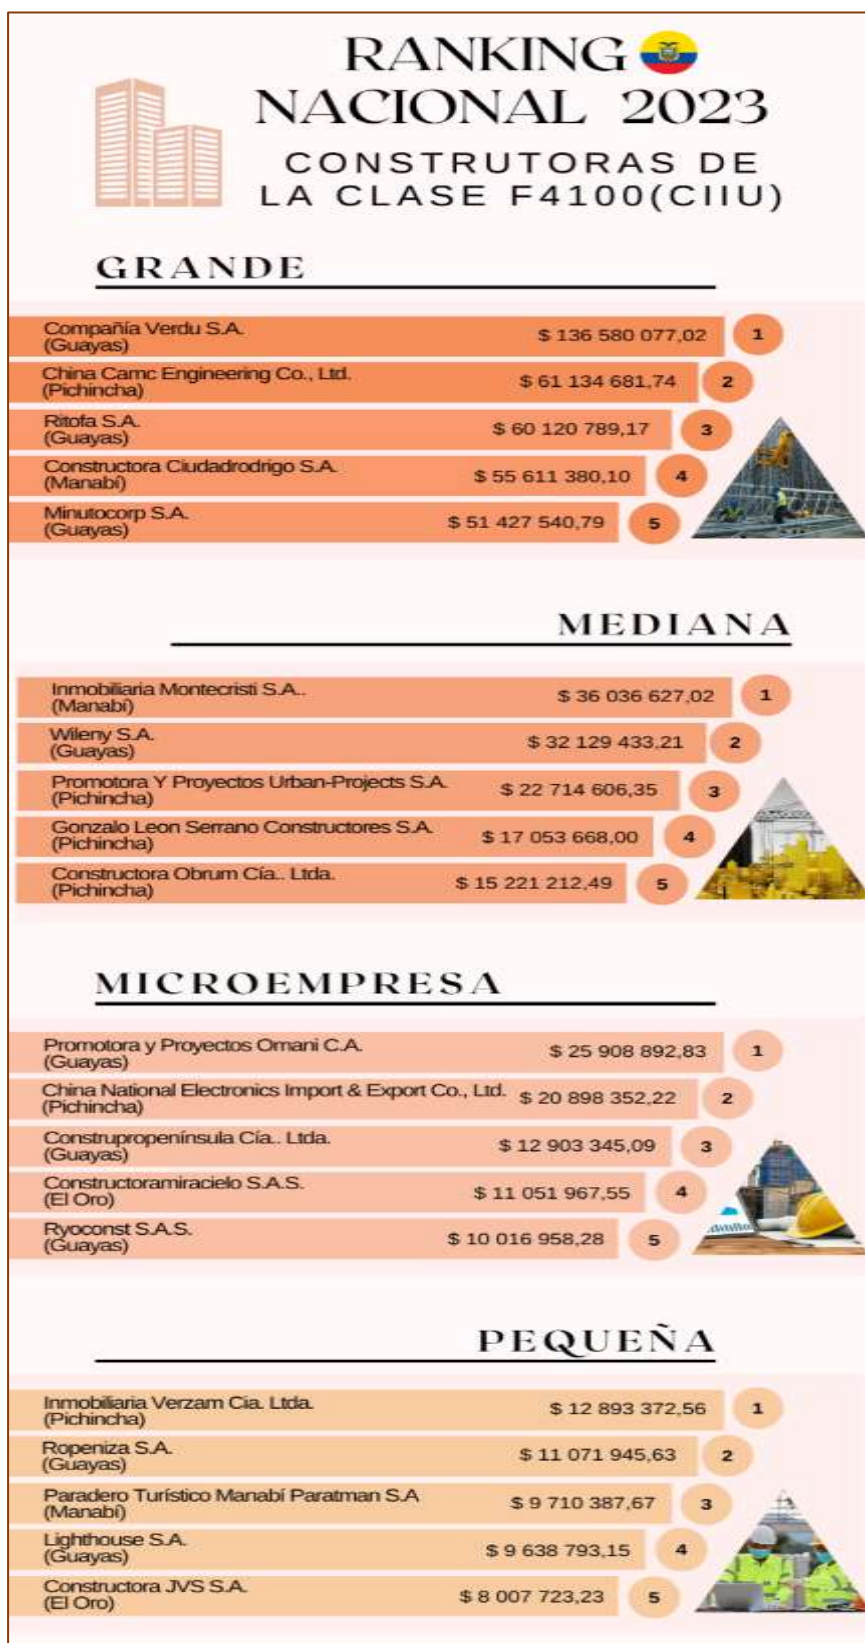 RANKING
NACIONAL 2023
CONSTRUTORAS DE
LA CLASE F4100(CIIU)
GRANDE
Compañía Verdu S.A.
(Guayas)
$ 136 580 077,02
1
China Camc Engineering Co., Ltd.
(Pichincha)
$ 61 134 681,74
2
Ritofa S.A.
(Guayas)
$ 60 120 789,17
3
Constructora Ciudadrodrigo S.A.
(Manabí)
$ 55 611 380,10
4
Minutocorp S.A.
(Guayas)
$ 51 427 540,79
5
MEDIANA
Inmobiliaria Montecristi S.A..
(Manabí)
$ 36 036 627,02
1
Wileny S.A.
(Guayas)
$ 32 129 433,21
2
Promotora Y Proyectos Urban-Projects S.A.
(Pichincha)
$ 22 714 606,35
3
Gonzalo Leon Serrano Constructores S.A.
(Pichincha)
$ 17 053 668,00
4
Constructora Obrum Cía.. Ltda.
(Pichincha)
$ 15 221 212,49
5
MICROEMPRESA
Promotora y Proyectos Omani C.A.
(Guayas)
$ 25 908 892,83
1
China National Electronics Import & Export Co., Ltd.
(Pichincha)
$ 20 898 352,22
2
Construpropenínsula Cía.. Ltda.
(Guayas)
$ 12 903 345,09
3
Constructoramiracielo S.A.S.
(El Oro)
$ 11 051 967,55
4
Ryoconst S.A.S.
(Guayas)
$ 10 016 958,28
5
PEQUEÑA
Inmobiliaria Verzam Cia. Ltda.
(Pichincha)
$ 12 893 372,56
1
Ropeniza S.A.
(Guayas)
$ 11 071 945,63
2
Paradero Turístico Manabí Paratman S.A
(Manabí)
$ 9 710 387,67
3
Lighthouse S.A.
(Guayas)
$ 9 638 793,15
4
Constructora JVS S.A.
(El Oro)
$ 8 007 723,23
5